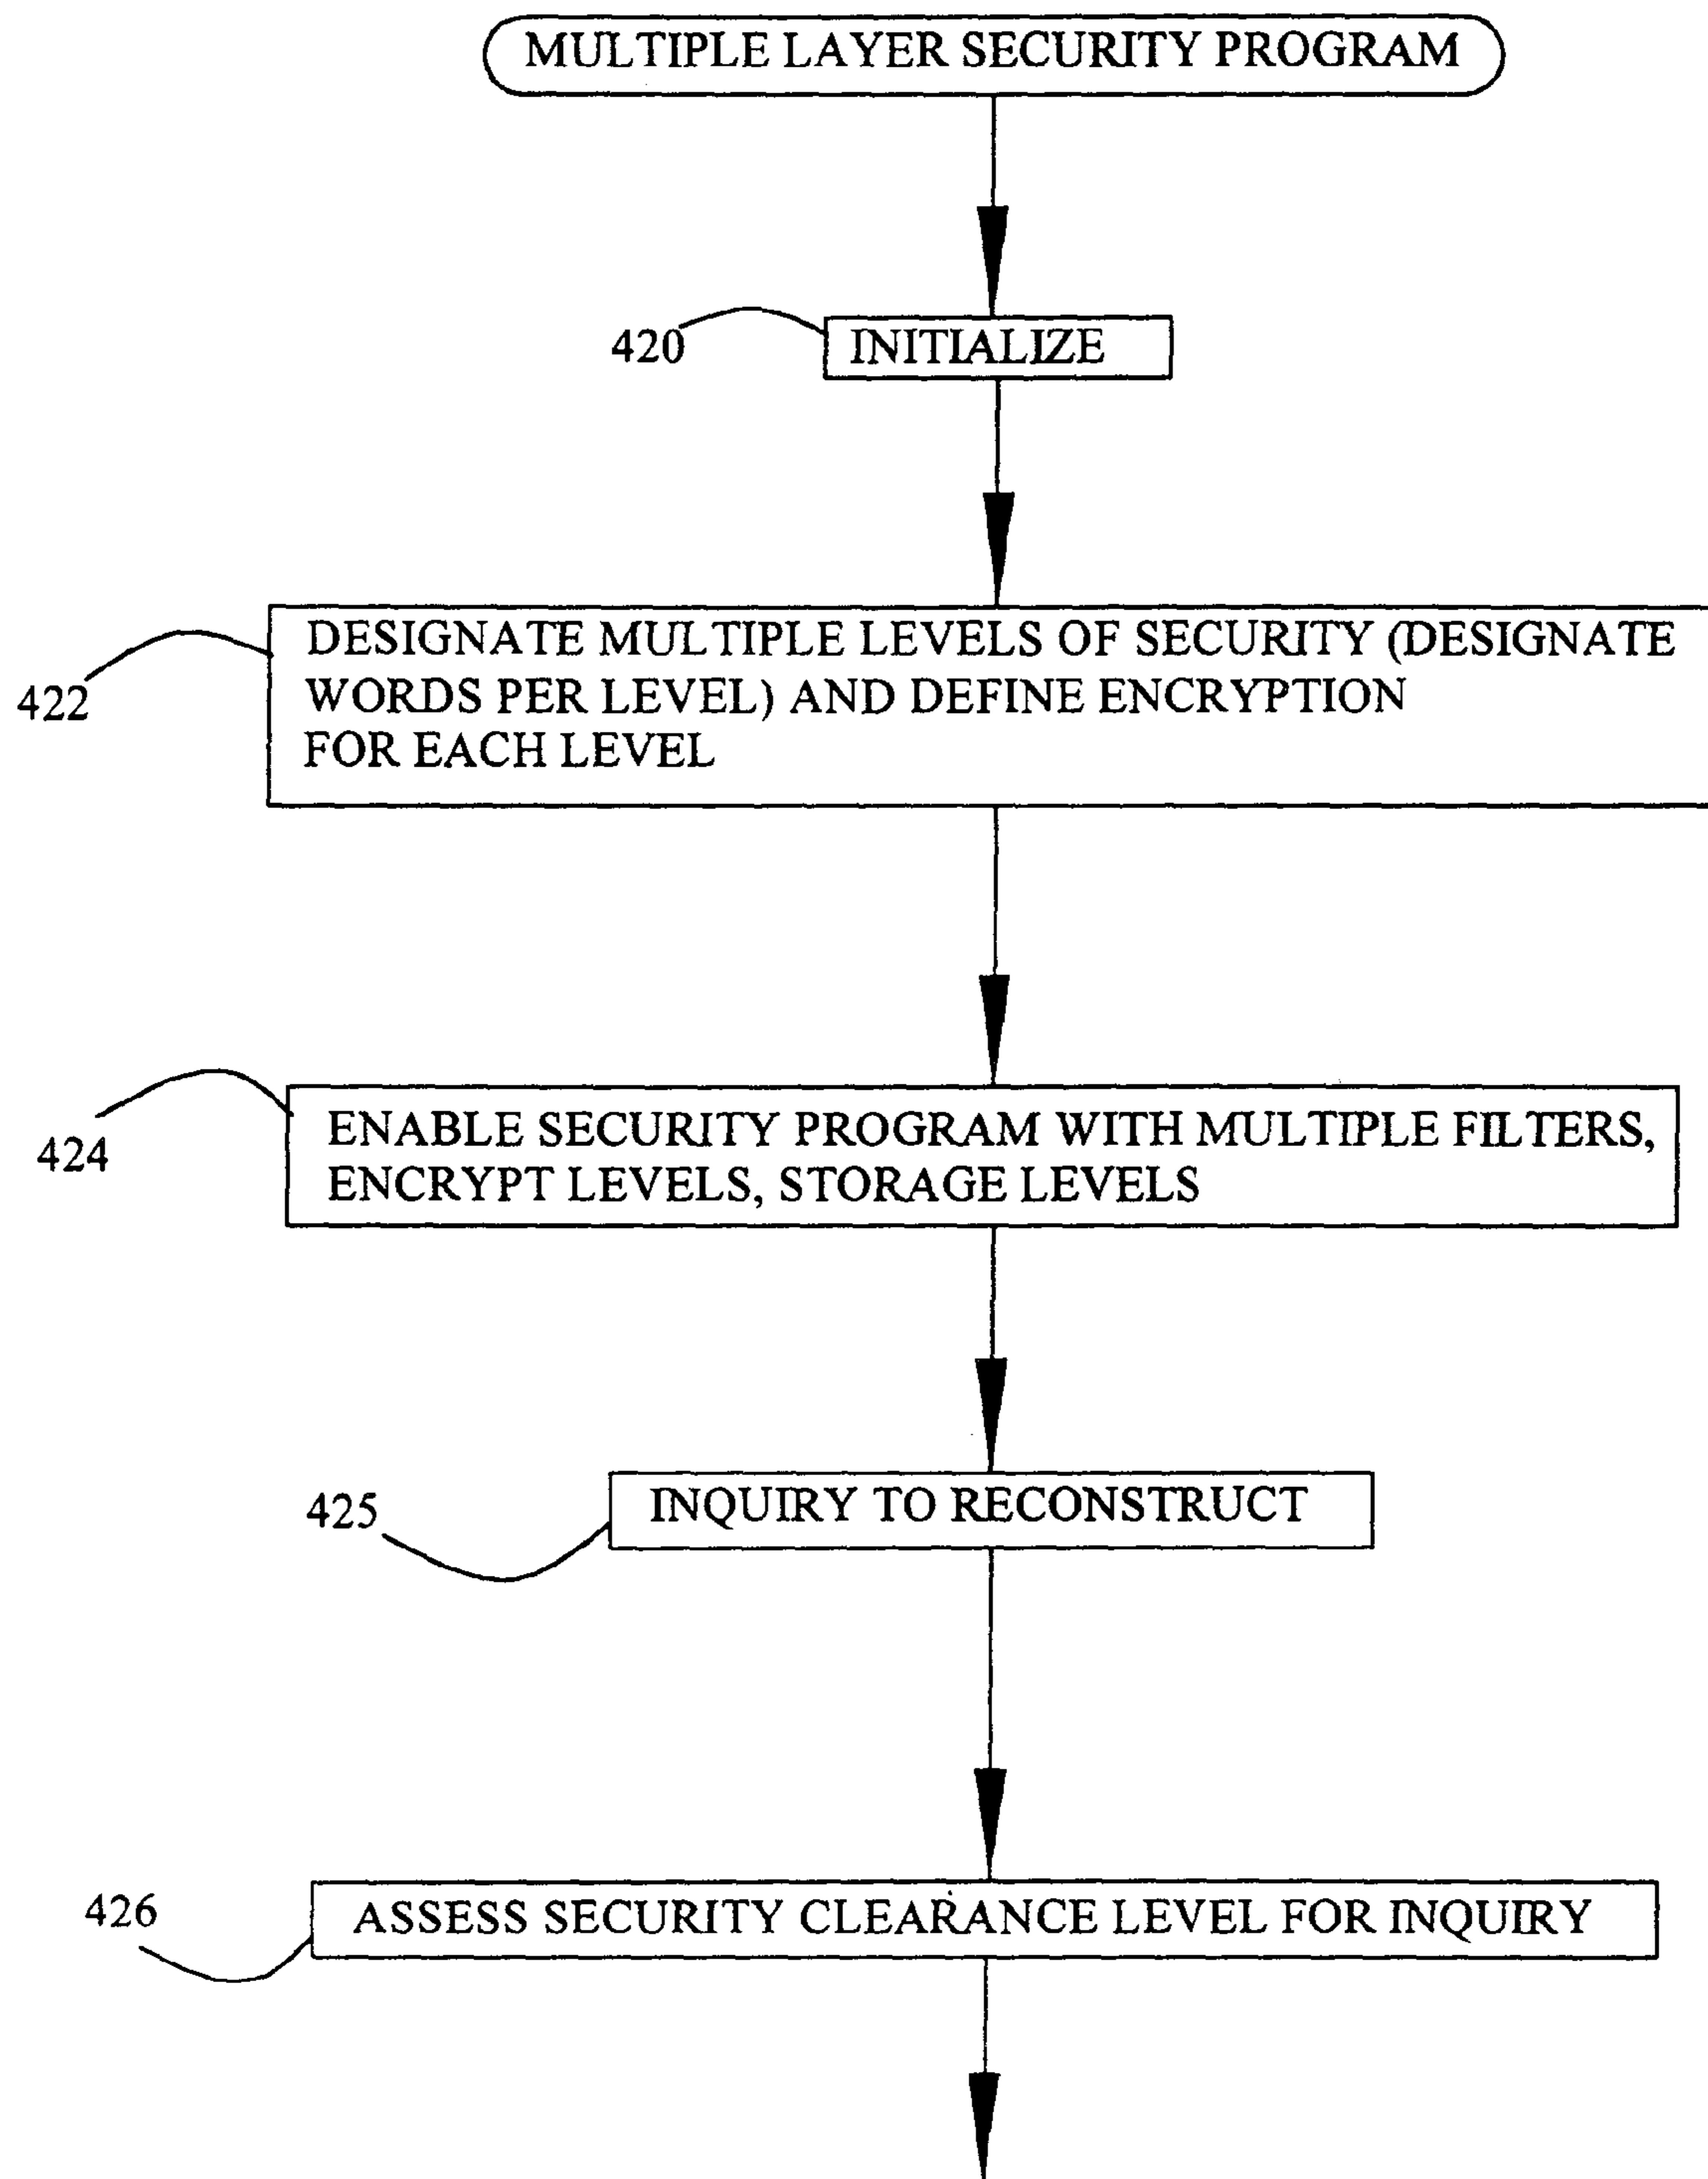 MULTIPLE LAYER SECURITY PROGRAM
420
INITIALIZE
422
DESIGNATE MULTIPLE LEVELS OF SECURITY (DESIGNATE
WORDS PER LEVEL) AND DEFINE ENCRYPTION
FOR EACH LEVEL
424
ENABLE SECURITY PROGRAM WITH MULTIPLE FILTERS,
ENCRYPT LEVELS, STORAGE LEVELS
425
INQUIRY TO RECONSTRUCT
426
ASSESS SECURITY CLEARANCE LEVEL FOR INQUIRY